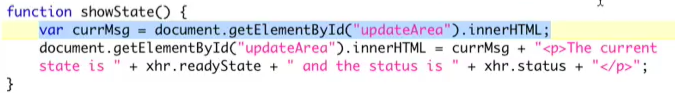 function showState() {
var currMsg = document.getElementById("updateArea").innerHTML;
document.getElementById("updateArea").innerHTML = currMsg + "<p>The current
state is " + xhr.readyState + " and the status is " + xhr.status + "</p>";
}